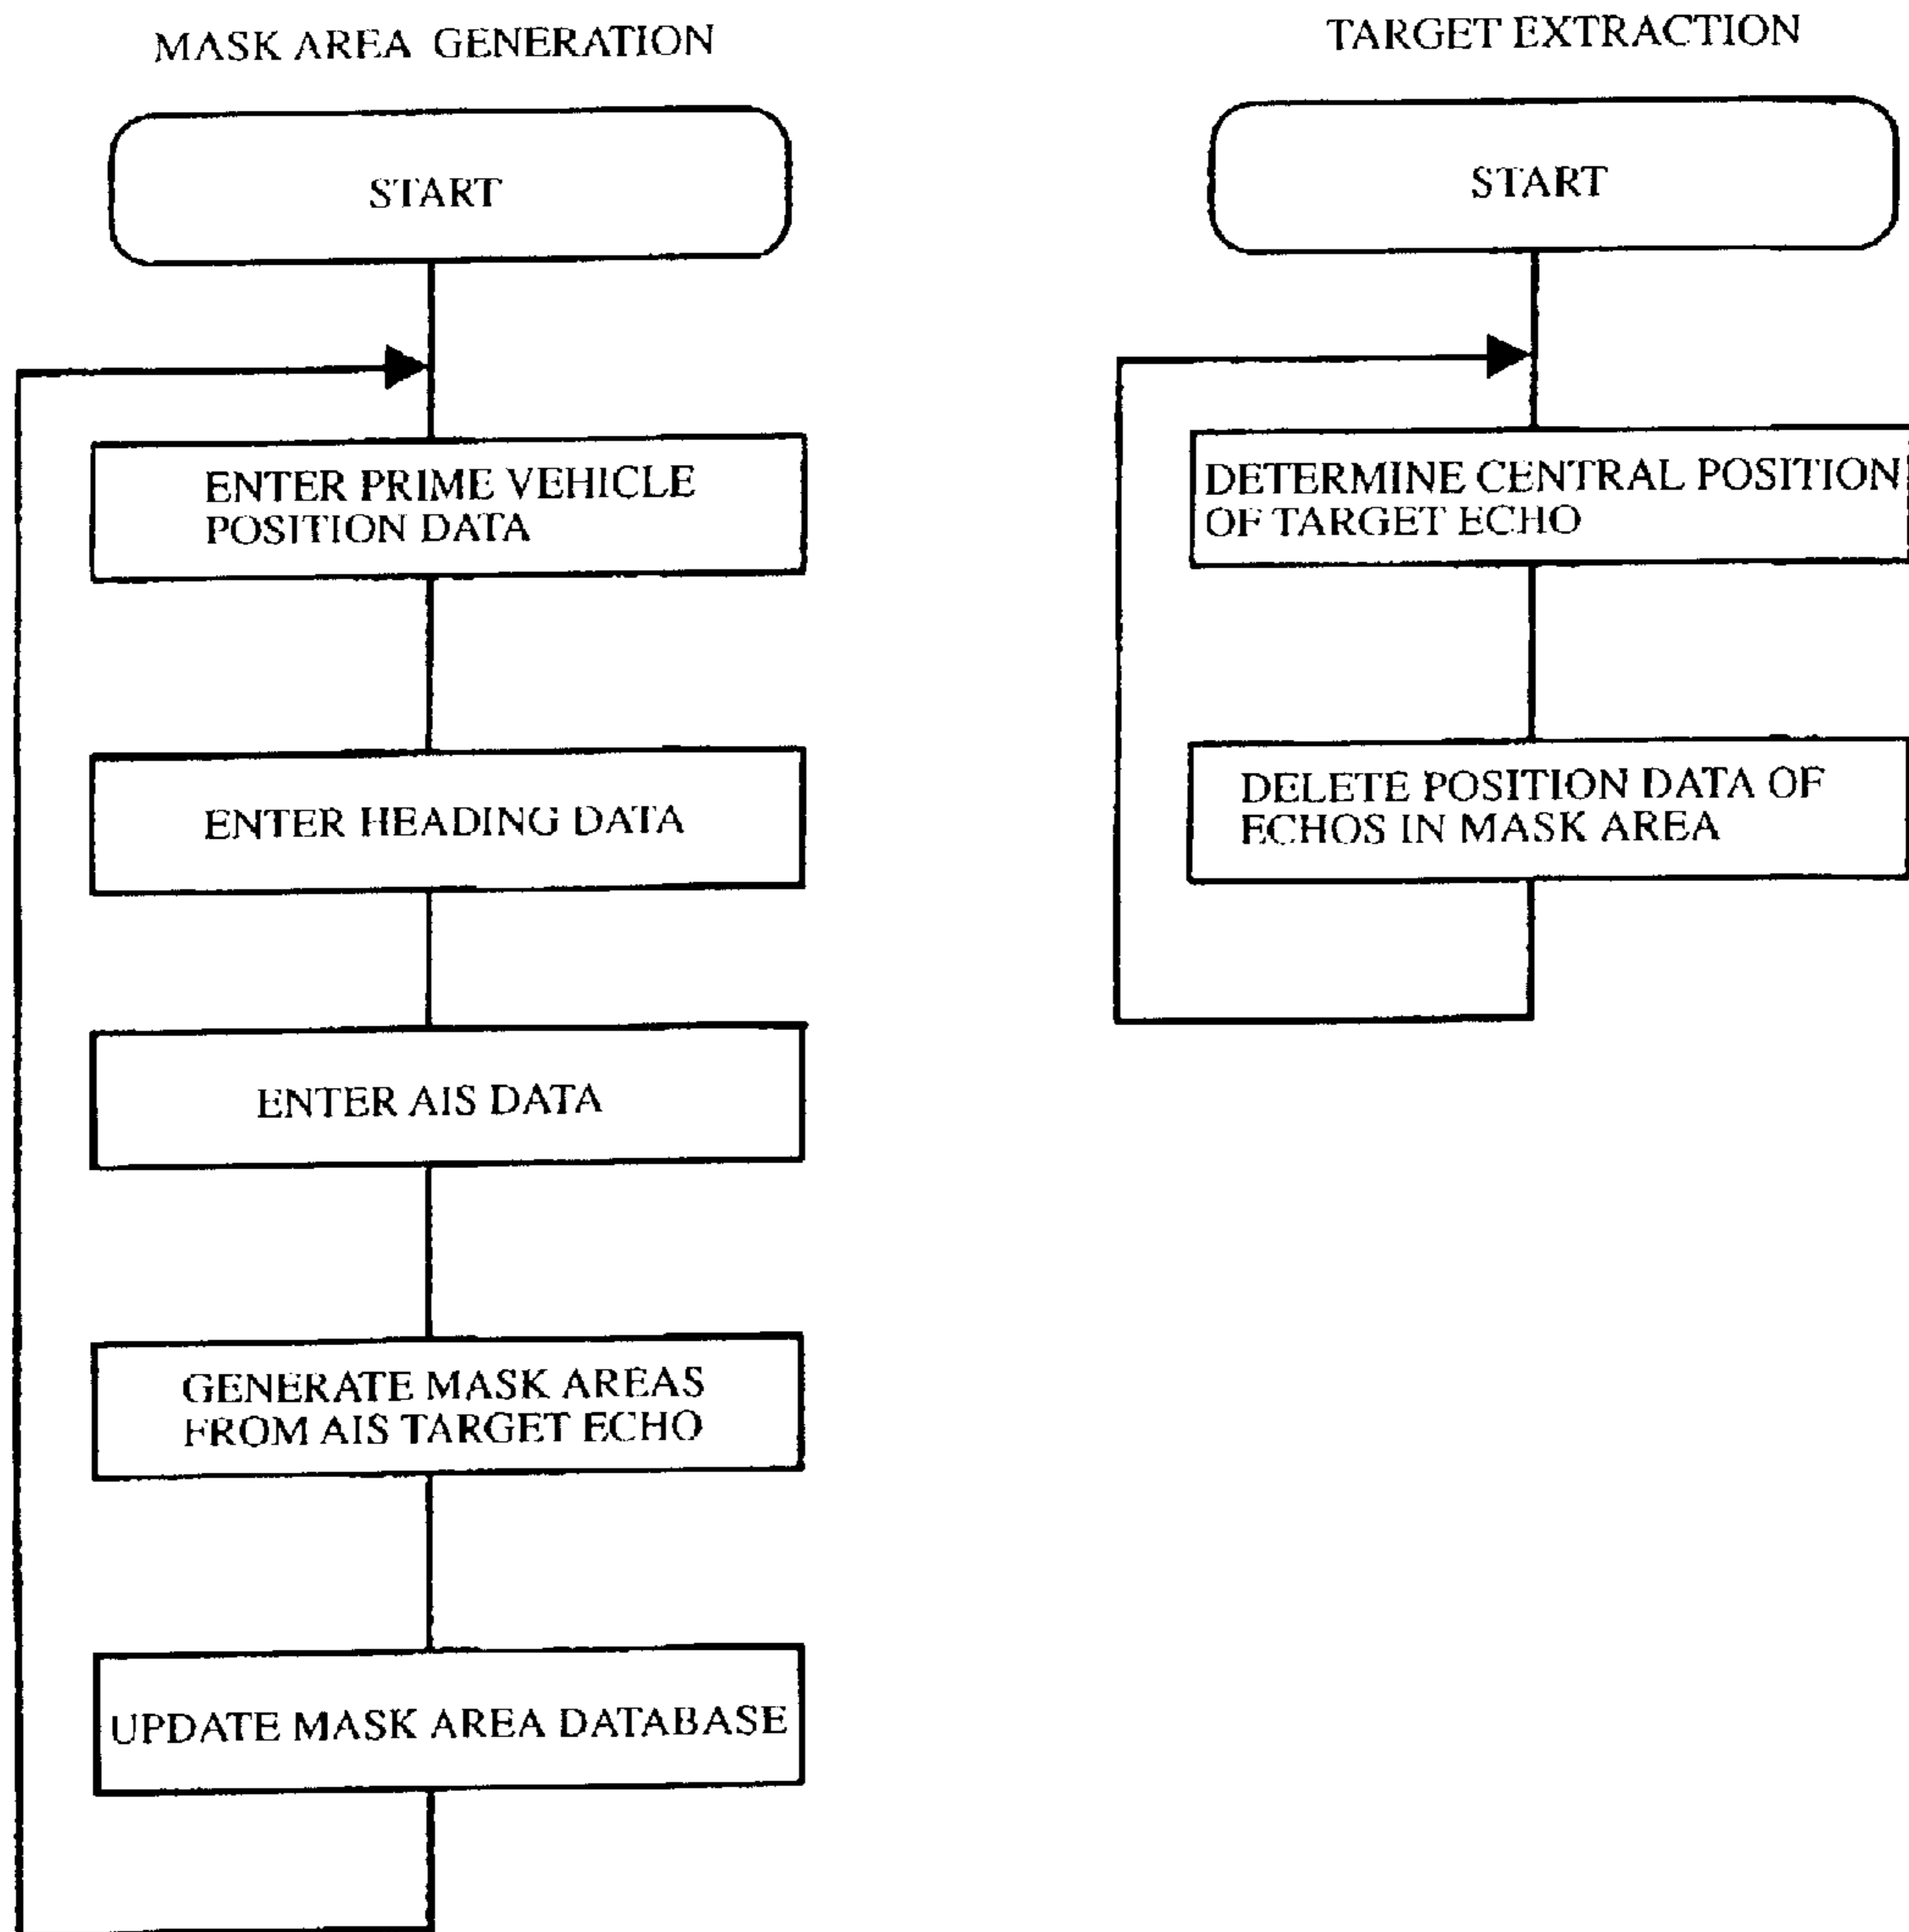 MASK AREA GENERATION
START
ENTER PRIME VEHICLE
POSITION DATA
ENTER HEADING DATA
ENTER AIS DATA
GENERATE MASK AREAS
FROM AIS TARGET ECHO
UPDATE MASK AREA DATABASE
TARGET EXTRACTION
START
DETERMINE CENTRAL POSITION
OF TARGET ECHO
DELETE POSITION DATA OF
ECHOS IN MASK AREA